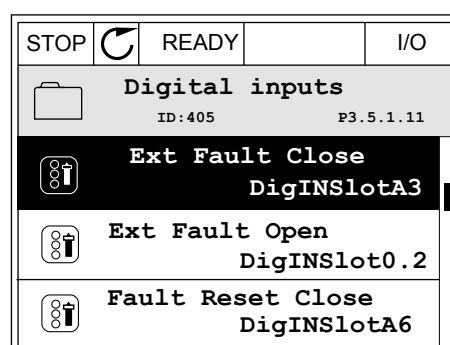 STOP READY I/O
Digital inputs
ID:405 P3.5.1.11
Ext Fault Close
DigINSlotA3
Ext Fault Open
DigINSlot0.2
Fault Reset Close
DigINSlotA6